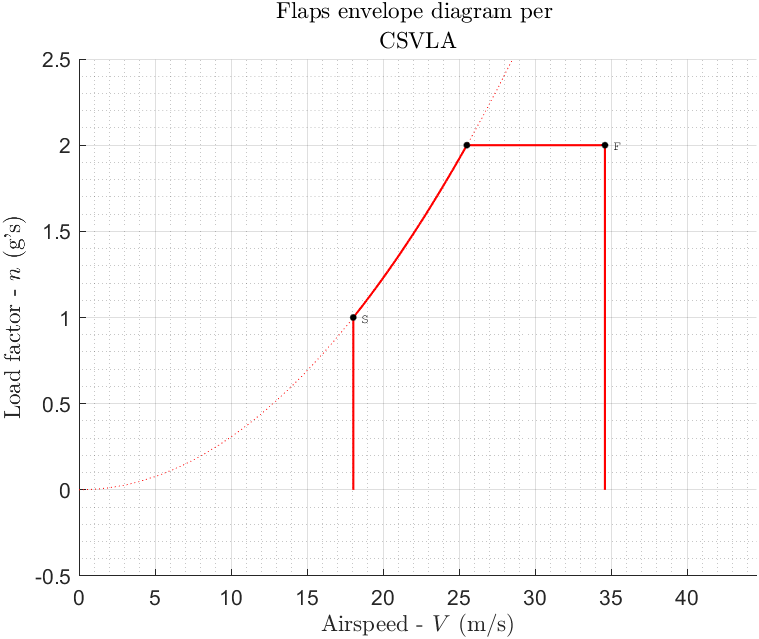 Flaps envelope diagram per
CSVLA
2.5
2
1.5
1
0.5
0
-0.5
Load factor - n (g's)
F
S
0 5 10 15 20 25 30 35 40
Airspeed - V (m/s)